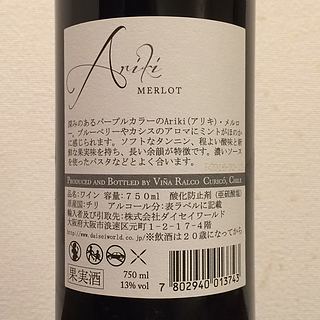 Ariki
MERLOT
深みのあるパープルカラーのAriki(アリキ)・メルロ
ー。ブルーベリーやカシスのアロマにミントがほのか
に感じられます。ソフトなタンニン、程よい酸味と新
鮮な果実味を持ち、長い余韻が特徴です。濃いソース
を使ったパスタなどとよく合います。
PRODUCED AND BOTTLED BY VIÑA RALCO CURICÓ, CHILE
品名:ワイン 容量:750ml 酸化防止剤(亜硫酸塩)
原産国:チリ アルコール分:表ラベルに記載
輸入者及び引取先:株式会社ダイセイワールド
大阪府大阪市浪速区元町1-2-17-4階
www.daiseiworld.co.jp ※飲酒は20歳になってから
果実酒
750 ml
13% vol
7 802940 013743